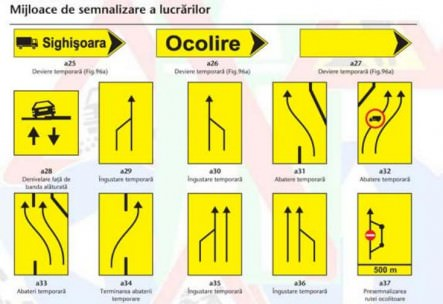 Mijloace de semnalizare a lucrărilor
Sighișoara
Ocolire
a25
a26
a27
Deviere temporară (Fig.96a)
Deviere temporară (Fig.96a)
Deviere temporară (Fig.96a)
a28
a29
a30
a31
a32
Denivelare față de
banda alăturată
Îngustare temporară
Îngustare temporară
Abatere temporară
Abatere temporară
500 m
a33
a34
a35
a36
a37
Abateri temporară
Terminarea abaterii
temporare
Îngustare temporară
Îngustare temporară
Presemnalizarea
rutei ocolitoare